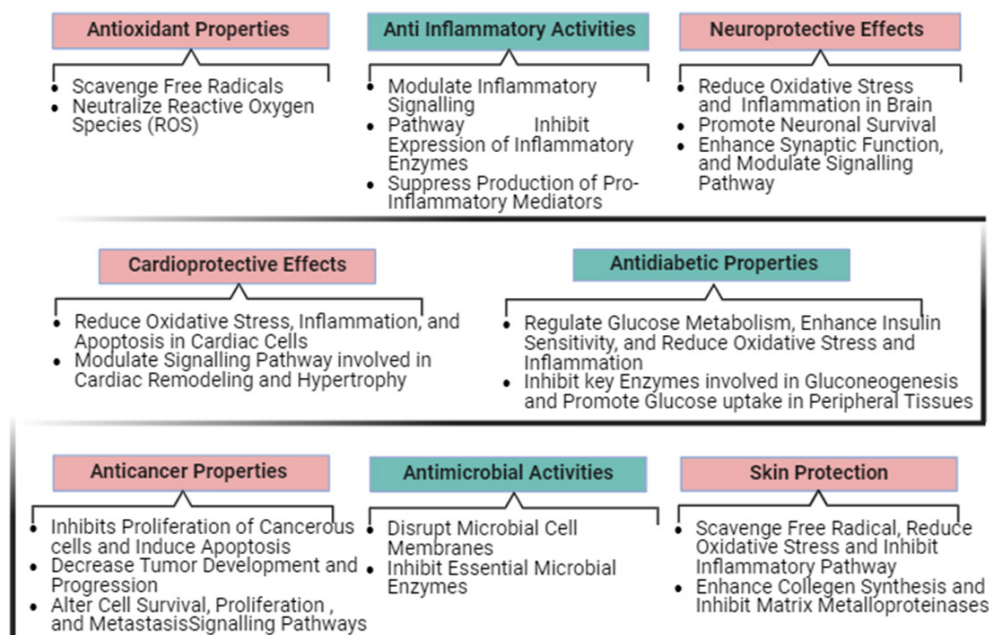 Antioxidant Properties
• Scavenge Free Radicals
• Neutralize Reactive Oxygen
Species (ROS)
Anti Inflammatory Activities
• Modulate Inflammatory
Signalling
• Pathway Inhibit
Expression of Inflammatory
Enzymes
• Suppress Production of Pro-
Inflammatory Mediators
Neuroprotective Effects
• Reduce Oxidative Stress
and Inflammation in Brain
• Promote Neuronal Survival
• Enhance Synaptic Function,
and Modulate Signalling
Pathway
Cardioprotective Effects
• Reduce Oxidative Stress, Inflammation, and
Apoptosis in Cardiac Cells
• Modulate Signalling Pathway involved in
Cardiac Remodeling and Hypertrophy
Antidiabetic Properties
• Regulate Glucose Metabolism, Enhance Insulin
Sensitivity, and Reduce Oxidative Stress and
Inflammation
• Inhibit key Enzymes involved in Gluconeogenesis
and Promote Glucose uptake in Peripheral Tissues
Anticancer Properties
• Inhibits Proliferation of Cancerous
cells and Induce Apoptosis
• Decrease Tumor Development and
Progression
• Alter Cell Survival, Proliferation ,
and MetastasisSignalling Pathways
Antimicrobial Activities
• Disrupt Microbial Cell
Membranes
• Inhibit Essential Microbial
Enzymes
Skin Protection
• Scavenge Free Radical, Reduce
Oxidative Stress and Inhibit
Inflammatory Pathway
• Enhance Collagen Synthesis and
Inhibit Matrix Metalloproteinases